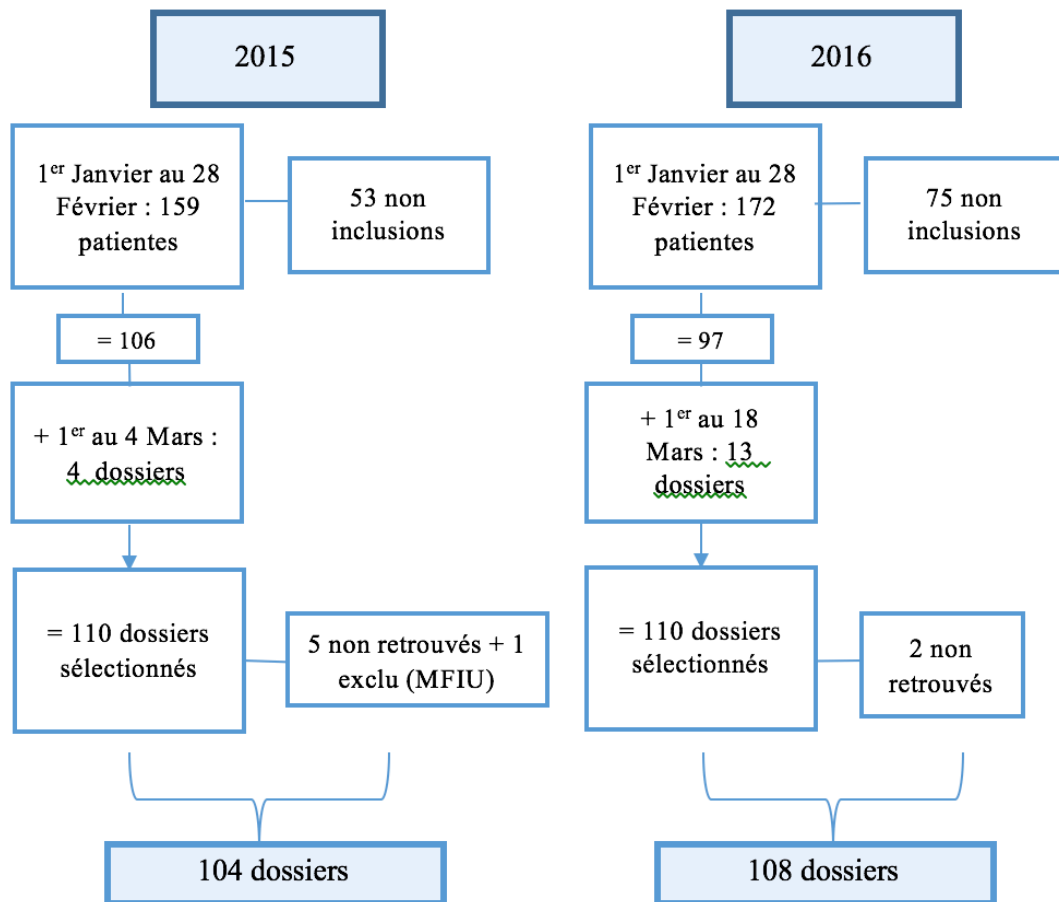 2015
1er Janvier au 28
Février : 159
patientes
53 non
inclusions
= 106
+ 1er au 4 Mars :
4 dossiers
= 110 dossiers
sélectionnés
5 non retrouvés + 1
exclu (MFIU)
104 dossiers
2016
1er Janvier au 28
Février : 172
patientes
75 non
inclusions
= 97
+ 1er au 18
Mars : 13
dossiers
= 110 dossiers
sélectionnés
2 non
retrouvés
108 dossiers